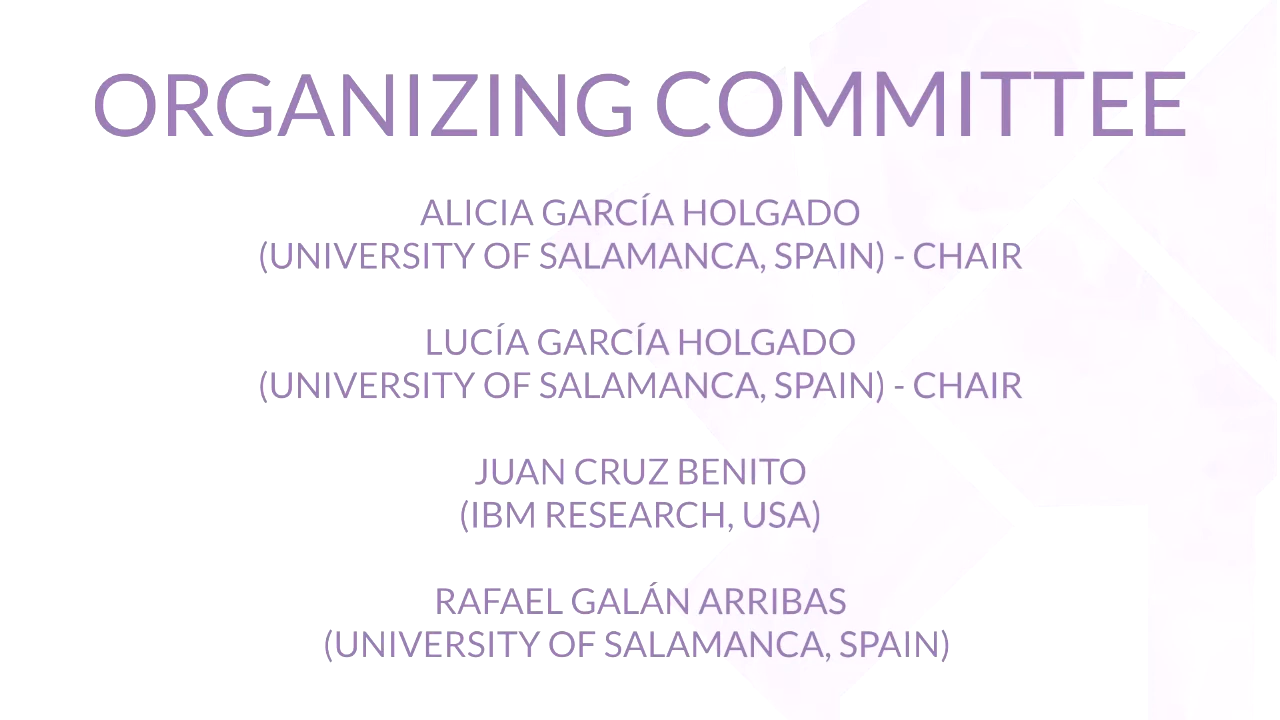 ORGANIZING COMMITTEE
ALICIA GARCÍA HOLGADO
(UNIVERSITY OF SALAMANCA, SPAIN) - CHAIR
LUCÍA GARCÍA HOLGADO
(UNIVERSITY OF SALAMANCA, SPAIN) - CHAIR
JUAN CRUZ BENITO
(IBM RESEARCH, USA)
RAFAEL GALÁN ARRIBAS
(UNIVERSITY OF SALAMANCA, SPAIN)